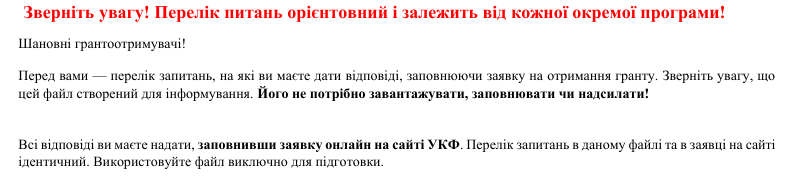 Зверніть увагу! Перелік питань орієнтовний і залежить від кожної окремої програми!
Шановні грантоотримувачі!
Перед вами — перелік запитань, на які ви маєте дати відповіді, заповнюючи заявку на отримання гранту. Зверніть увагу, що
цей файл створений для інформування. Його не потрібно завантажувати, заповнювати чи надсилати!
Всі відповіді ви маєте надати, заповнивши заявку онлайн на сайті УКФ. Перелік запитань в даному файлі та в заявці на сайті
ідентичний. Використовуйте файл виключно для підготовки.